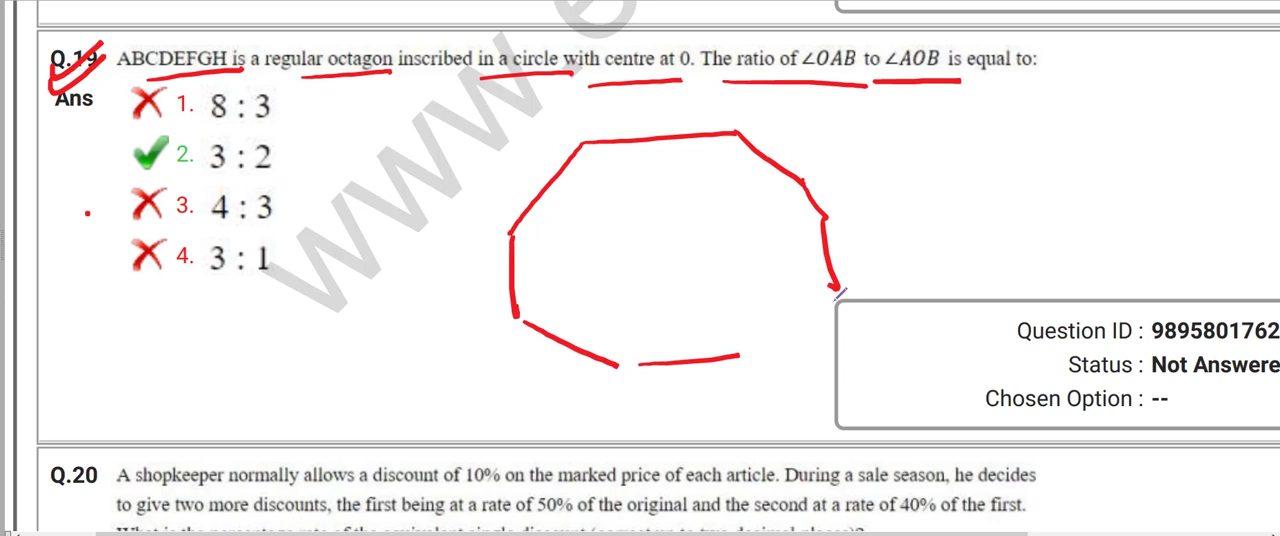 Q.19 ABCDEFGH is a regular octagon inscribed in a circle with centre at 0. The ratio of ∠OAB to ∠AOB is equal to:
Ans 1. 8 : 3
2. 3 : 2
3. 4 : 3
4. 3 : 1
www.e
Question ID : 9895801762
Status : Not Answere
Chosen Option : --
Q.20 A shopkeeper normally allows a discount of 10% on the marked price of each article. During a sale season, he decides
to give two more discounts, the first being at a rate of 50% of the original and the second at a rate of 40% of the first.